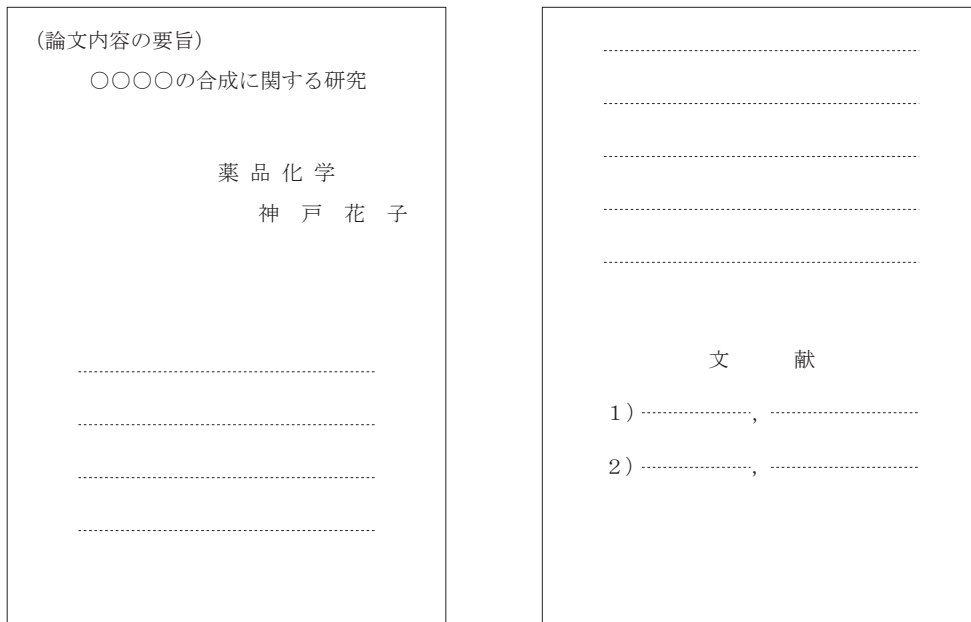 （論文内容の要旨）
○○○○の合成に関する研究
薬 品 化 学
神　戸　花　子
文　　献
１）, 
２）,